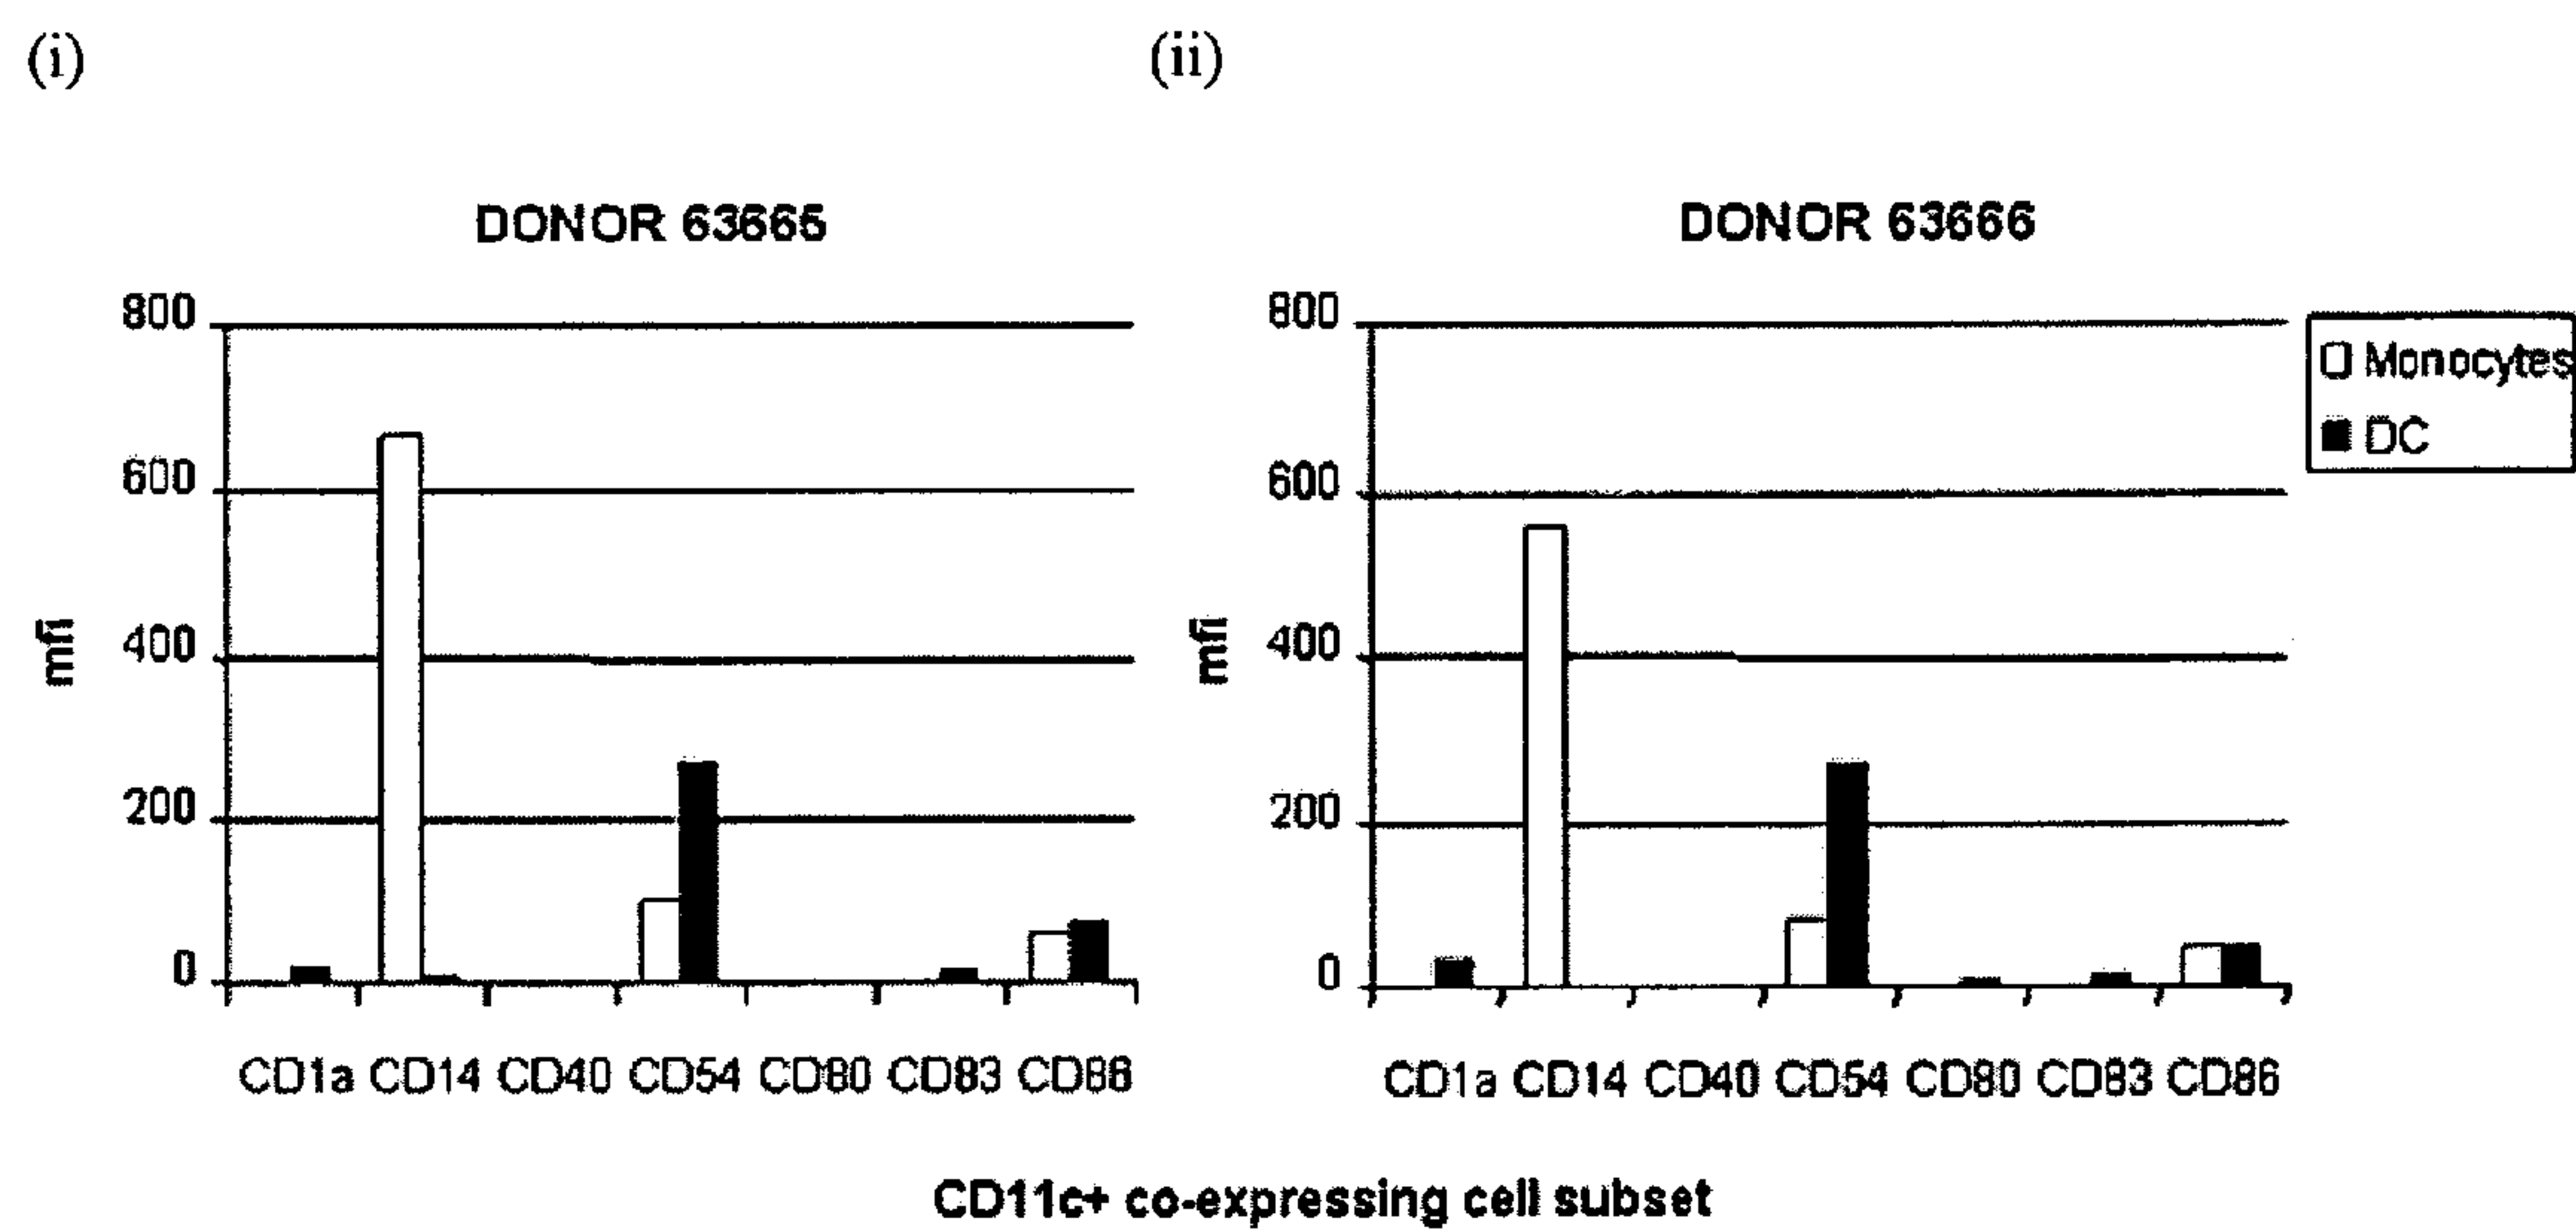 (i)
(ii)
DONOR 63665
DONOR 63666
800
600
400
200
0
mfi
CD1a CD14 CD40 CD54 CD80 CD83 CD86
800
600
400
200
0
mfi
CD1a CD14 CD40 CD54 CD80 CD83 CD86
Monocytes
DC
CD11c+ co-expressing cell subset